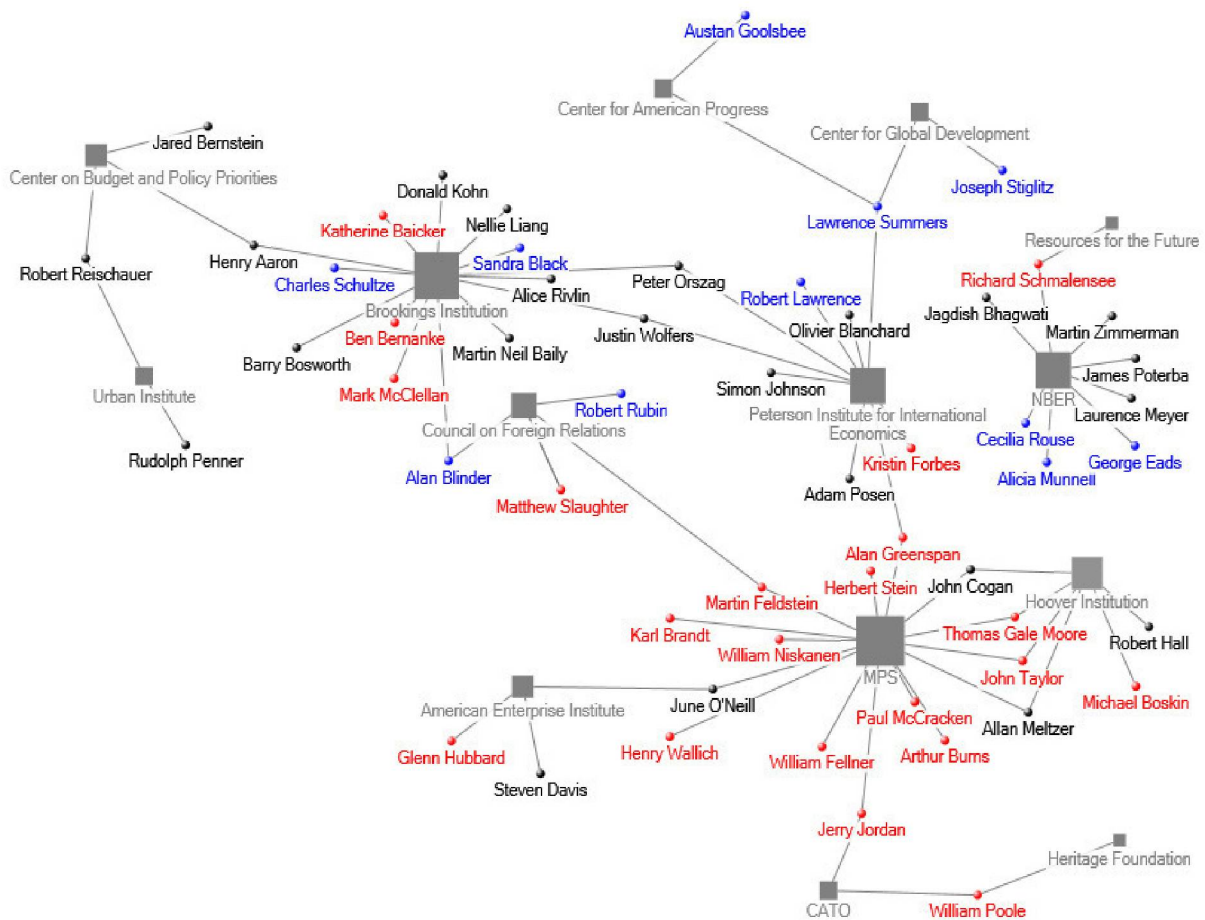 Austan Goolsbee
Center for American Progress
Center for Global Development
Jared Bernstein
Center on Budget and Policy Priorities
Donald Kohn
Joseph Stiglitz
Katherine Baicker
Nellie Liang
Lawrence Summers
Resources for the Future
Robert Reischauer
Henry Aaron
Sandra Black
Charles Schultze
Peter Orszag
Richard Schmalensee
Alice Rivlin
Robert Lawrence
Brookings Institution
Jagdish Bhagwati
Olivier Blanchard
Martin Zimmerman
Ben Bernanke
Justin Wolfers
Martin Neil Baily
Barry Bosworth
James Poterba
Simon Johnson
Mark McClellan
NBER
Urban Institute
Robert Rubin
Peterson Institute for International
Economics
Laurence Meyer
Council on Foreign Relations
Cecilia Rouse
Rudolph Penner
Kristin Forbes
George Eads
Alan Blinder
Alicia Munnell
Adam Posen
Matthew Slaughter
Alan Greenspan
Herbert Stein
John Cogan
Martin Feldstein
Hoover Institution
Karl Brandt
Thomas Gale Moore
Robert Hall
William Niskanen
MPS
John Taylor
June O'Neill
American Enterprise Institute
Michael Boskin
Paul McCracken
Allan Meltzer
Glenn Hubbard
Henry Wallich
William Fellner
Arthur Burns
Steven Davis
Jerry Jordan
Heritage Foundation
CATO
William Poole